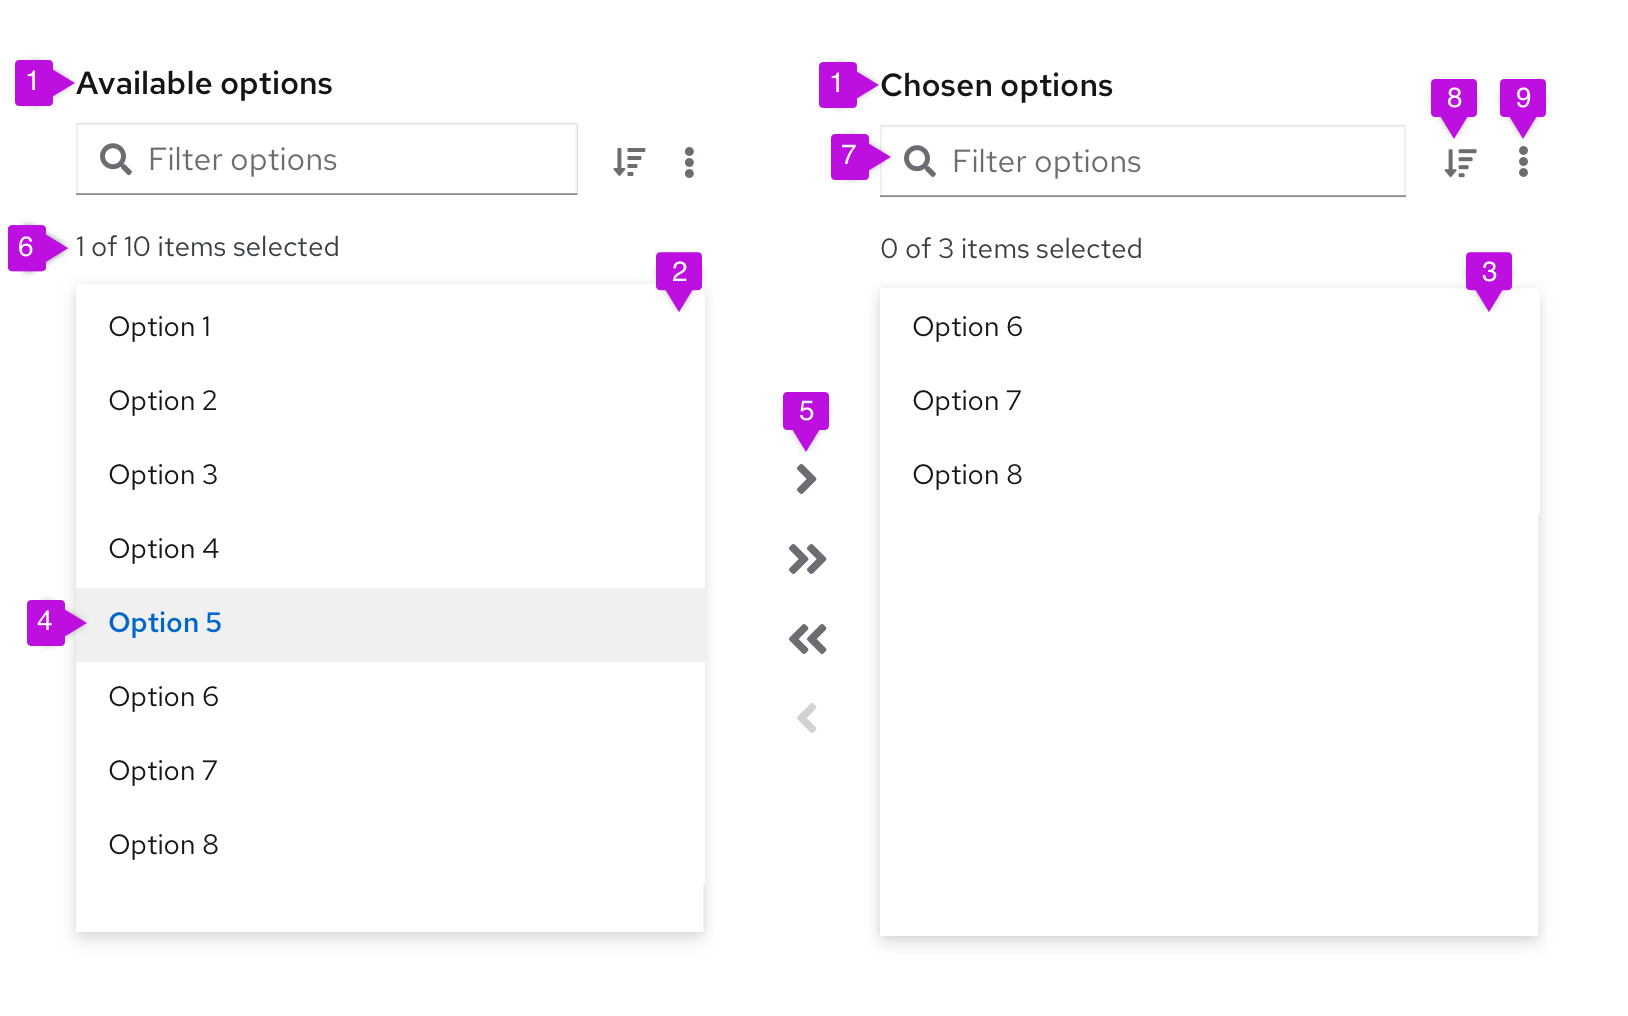 1 Available options
Filter options
6 1 of 10 items selected
2
Option 1
Option 2
Option 3
Option 4
4 Option 5
Option 6
Option 7
Option 8
5
1 Chosen options
8 9
7 Filter options
0 of 3 items selected
3
Option 6
Option 7
Option 8